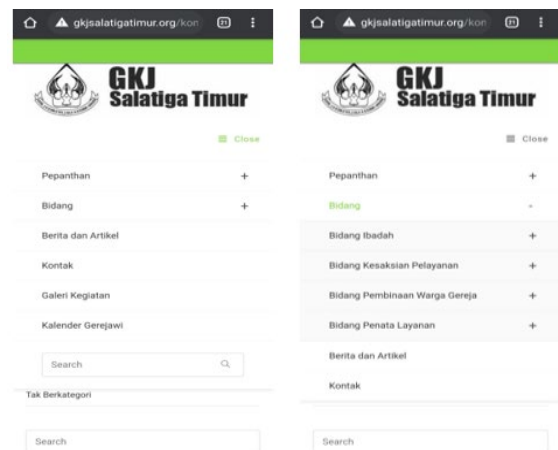 gkjsalatigatimur.org/kon
21
GKJ
Salatiga Timur
Close
Pepanthan +
Bidang +
Berita dan Artikel
Kontak
Galeri Kegiatan
Kalender Gerejawi
Search
Tak Berkategori
Search
gkjsalatigatimur.org/kon
21
GKJ
Salatiga Timur
Close
Pepanthan +
Bidang -
Bidang Ibadah +
Bidang Kesaksian Pelayanan +
Bidang Pembinaan Warga Gereja +
Bidang Penata Layanan +
Berita dan Artikel
Kontak
Search